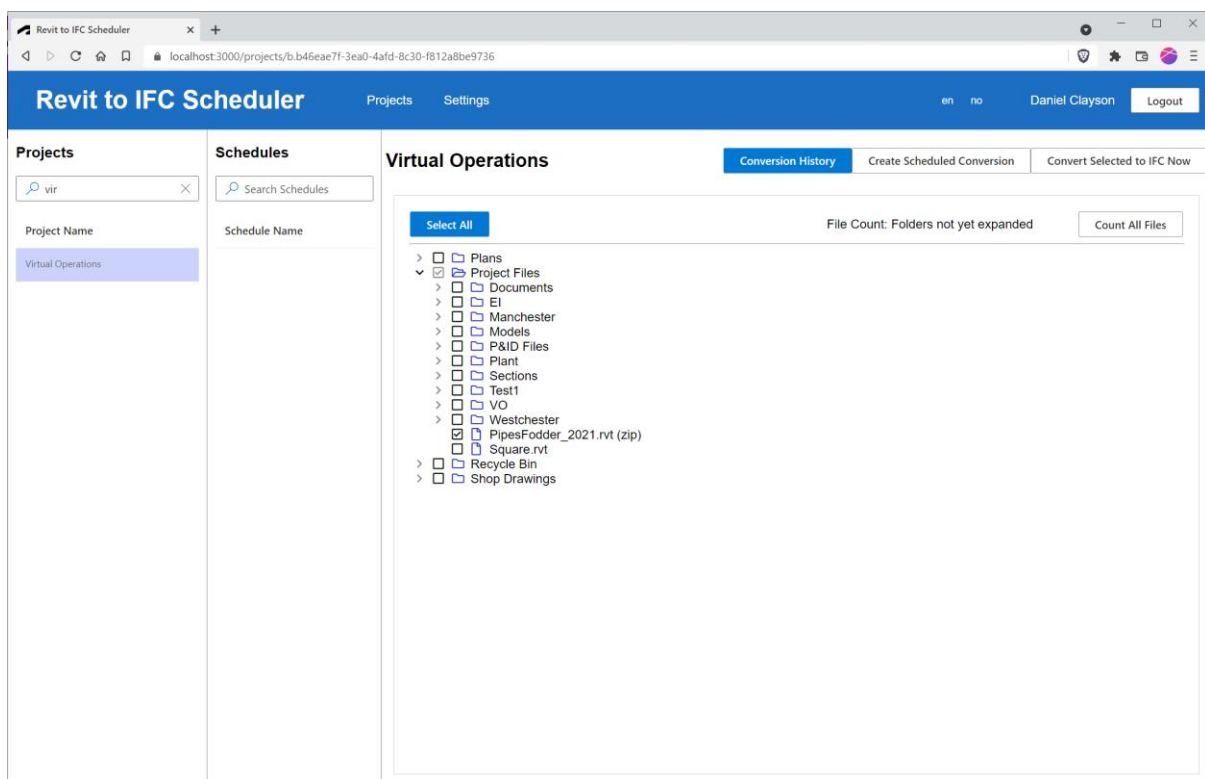 Revit to IFC Scheduler
localhost:3000/projects/b.b46eae7f-3ea0-4afd-8c30-f812a8be9736
Revit to IFC Scheduler Projects Settings en no Daniel Clayson Logout
Projects
vir
Project Name
Virtual Operations
Schedules
Search Schedules
Schedule Name
Virtual Operations Conversion History Create Scheduled Conversion Convert Selected to IFC Now
Select All File Count: Folders not yet expanded Count All Files
Plans
Project Files
Documents
EI
Manchester
Models
P&ID Files
Plant
Sections
Test1
VO
Westchester
PipesFodder_2021.rvt (zip)
Square.rvt
Recycle Bin
Shop Drawings